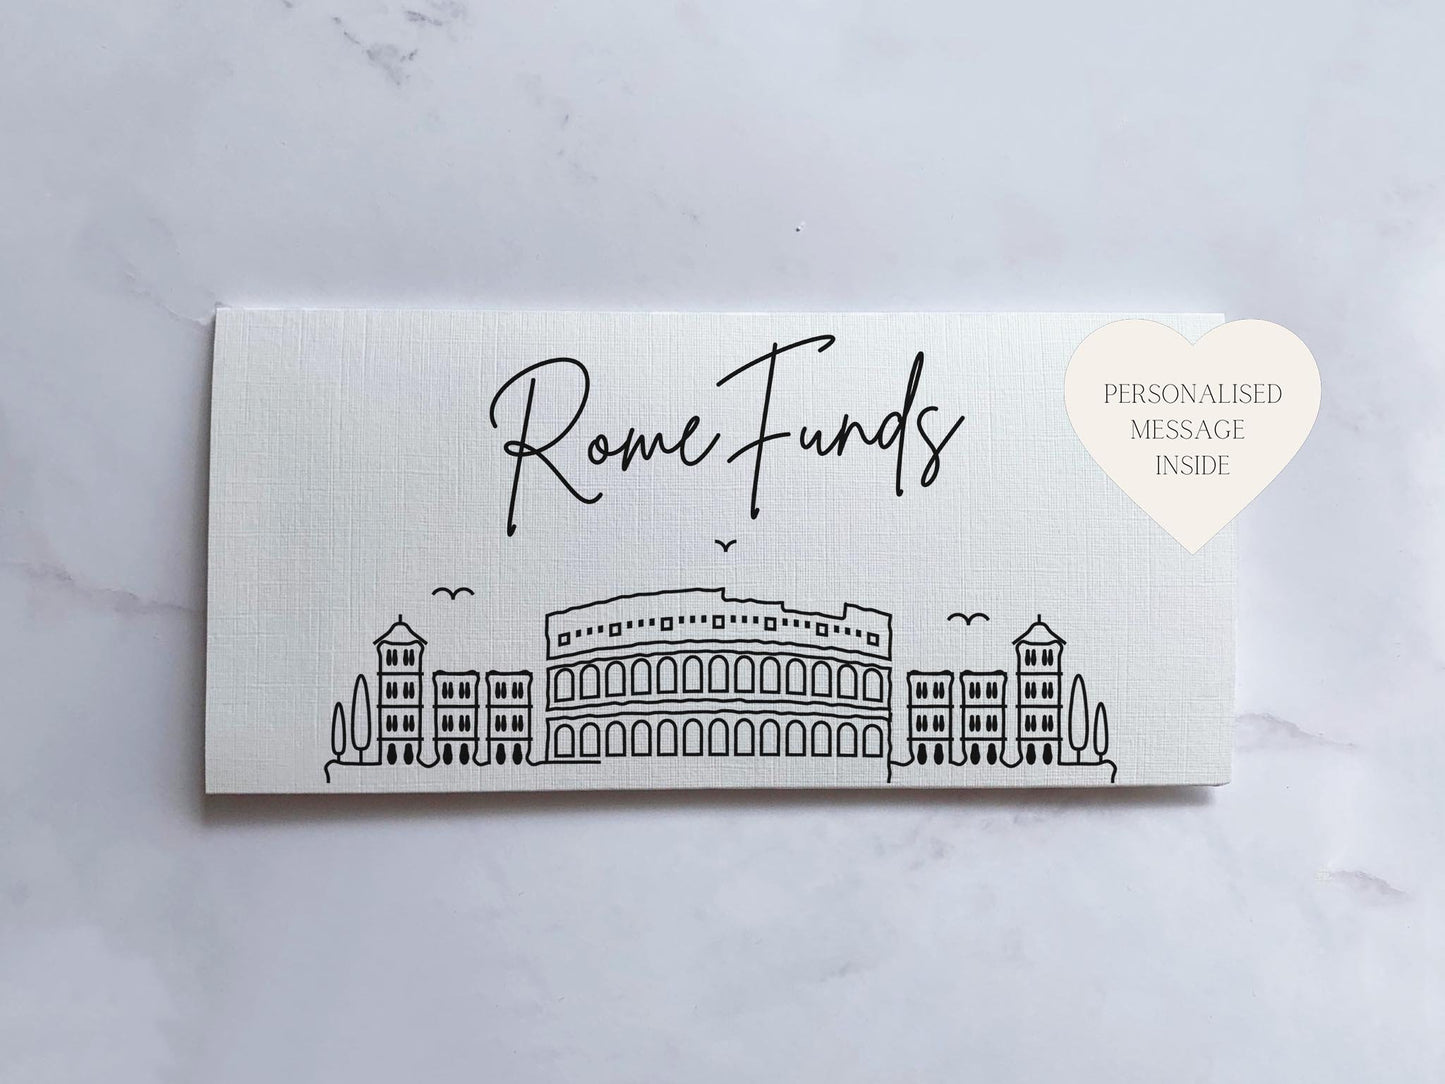 Rome Funds
PERSONALISED
MESSAGE
INSIDE